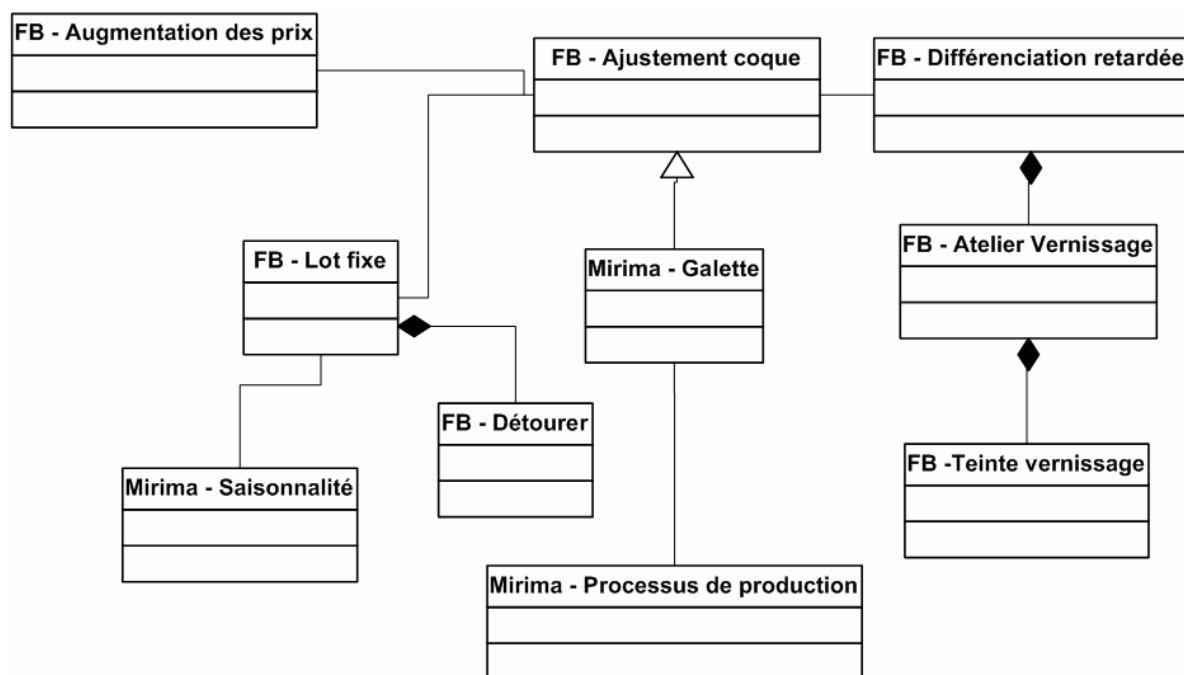 FB - Augmentation des prix
FB - Ajustement coque
FB - Différenciation retardée
FB - Lot fixe
Mirima - Galette
FB - Atelier Vernissage
FB - Détourer
FB -Teinte vernissage
Mirima - Saisonnalité
Mirima - Processus de production